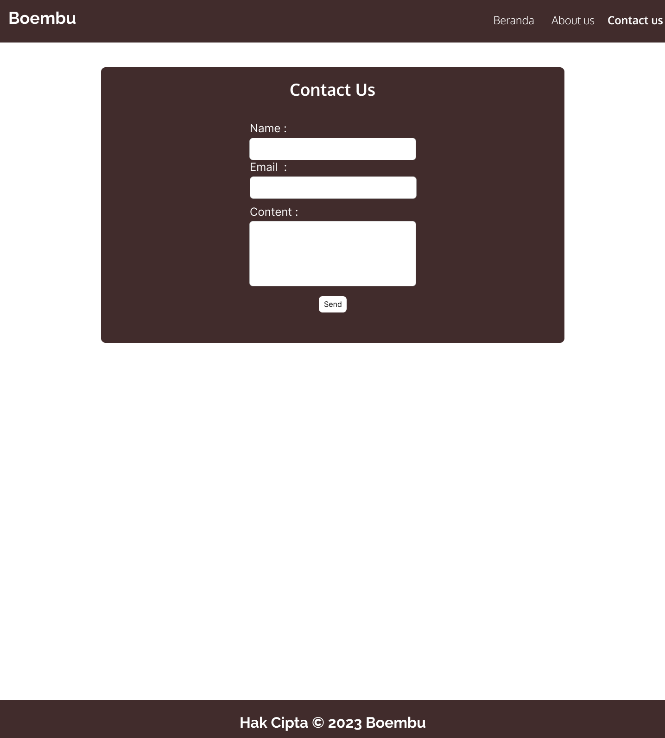 Boembu
Beranda About us Contact us
Contact Us
Name :
Email :
Content :
Send
Hak Cipta © 2023 Boembu